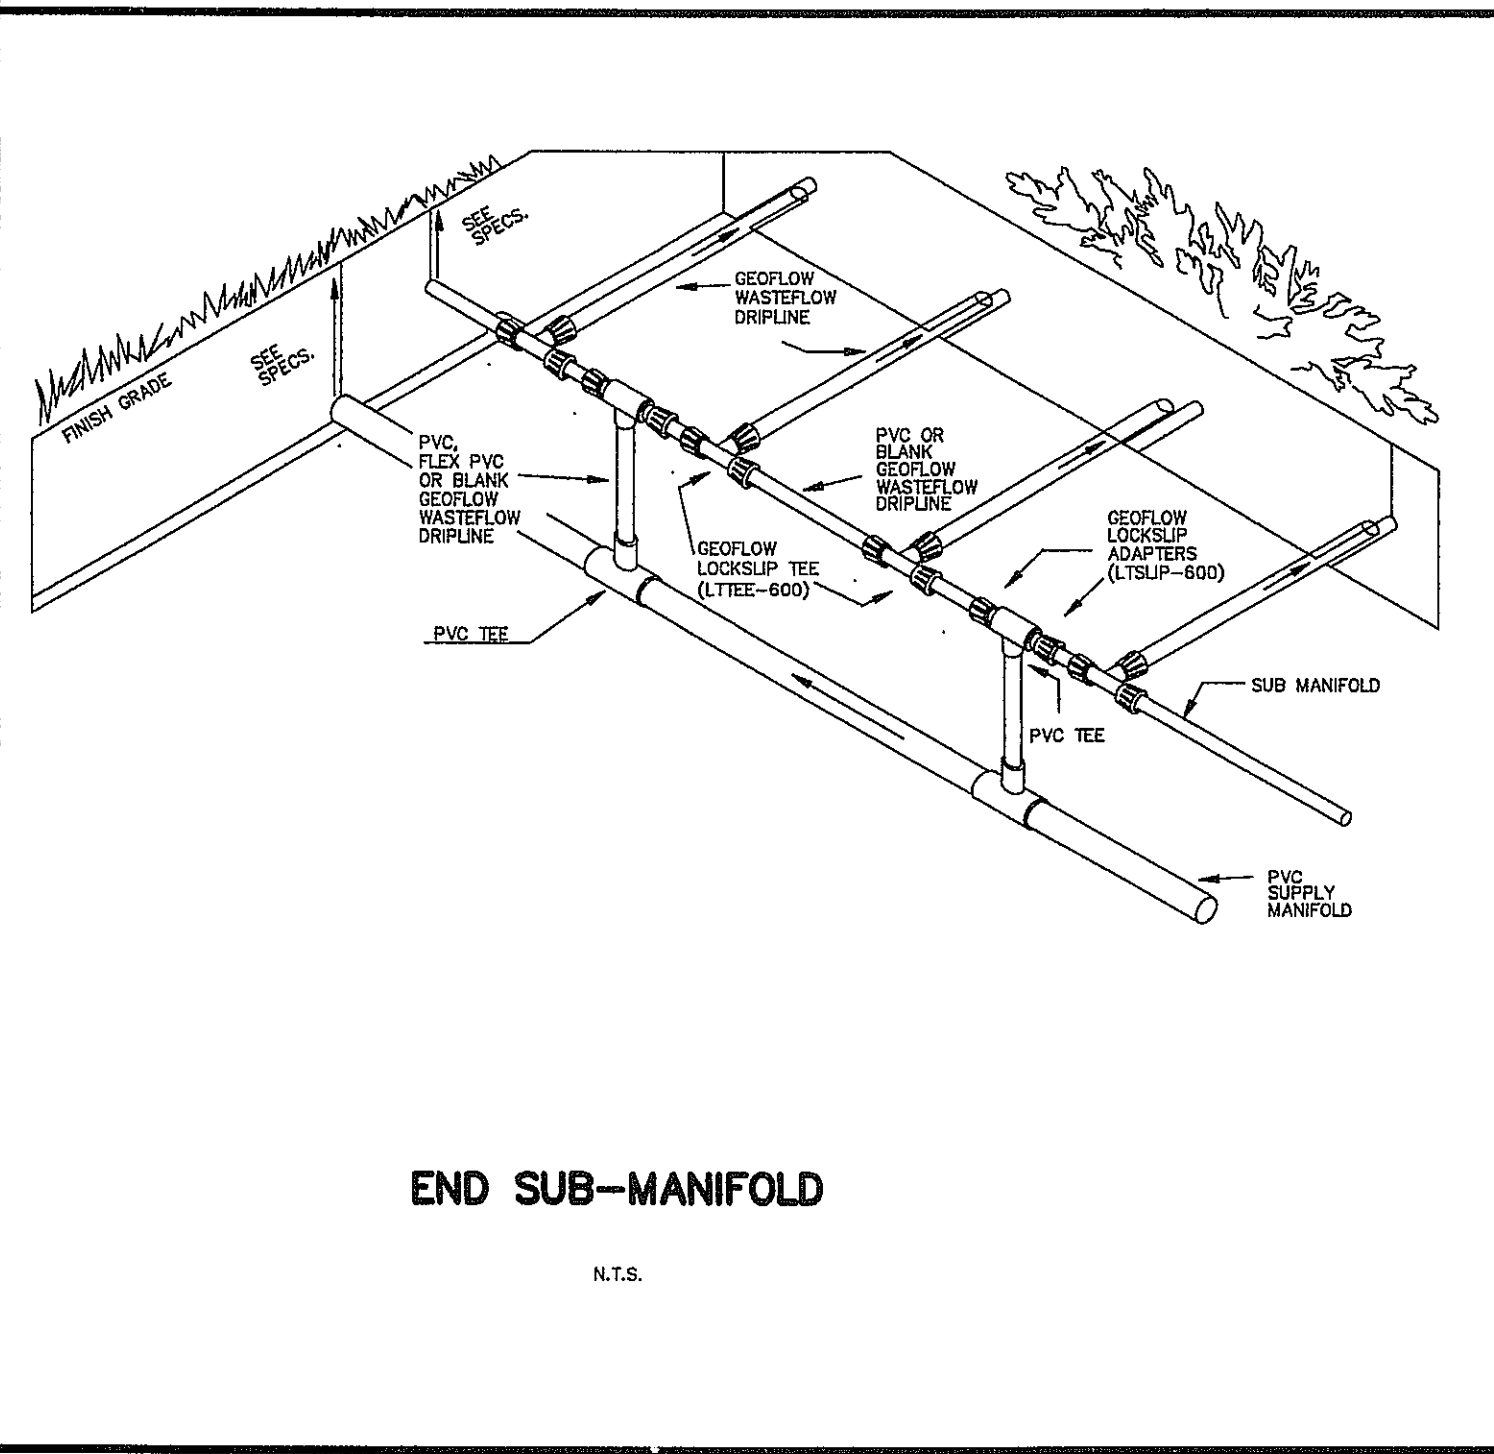 SEE
SPECS.
SEE
SPECS.
FINISH GRADE
GEOFLOW
WASTEFLOW
DRIPLINE
PVC,
FLEX PVC
OR BLANK
GEOFLOW
WASTEFLOW
DRIPLINE
PVC OR
BLANK
GEOFLOW
WASTEFLOW
DRIPLINE
GEOFLOW
LOCKSLIP TEE
(LTTEE-600)
GEOFLOW
LOCKSLIP
ADAPTERS
(LTSLIP-600)
PVC TEE
SUB MANIFOLD
PVC TEE
PVC
SUPPLY
MANIFOLD
END SUB-MANIFOLD
N.T.S.